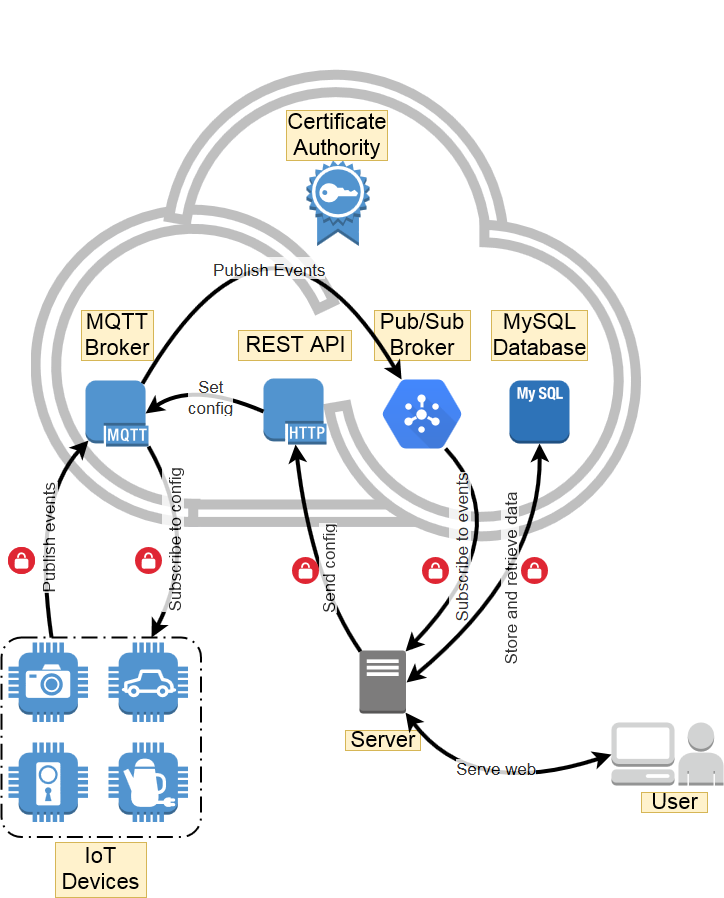 Certificate
Authority
Publish Events
MQTT
Broker
REST API
Pub/Sub
Broker
MySQL
Database
Set
config
My SQL
MQTT
HTTP
Publish events
Subscribe to config
Send config
Subscribe to events
Store and retrieve data
Server
Serve web
User
IoT
Devices